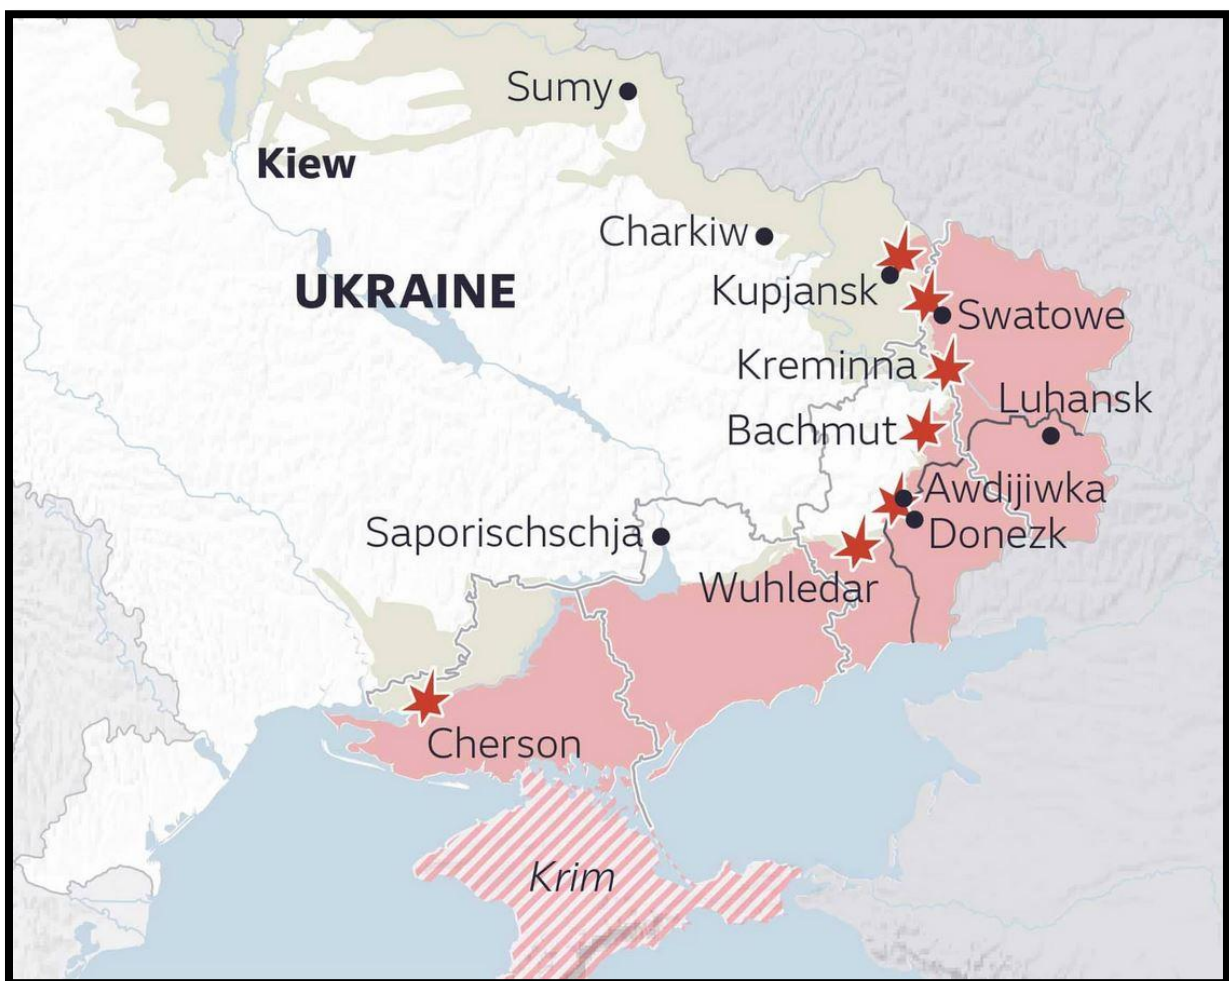 Sumy
Kiew
Charkiw
UKRAINE
Kupjansk
Swatowe
Kreminna
Luhansk
Bachmut
Awdijiwka
Saporischschja
Donezk
Wuhledar
Cherson
Krim